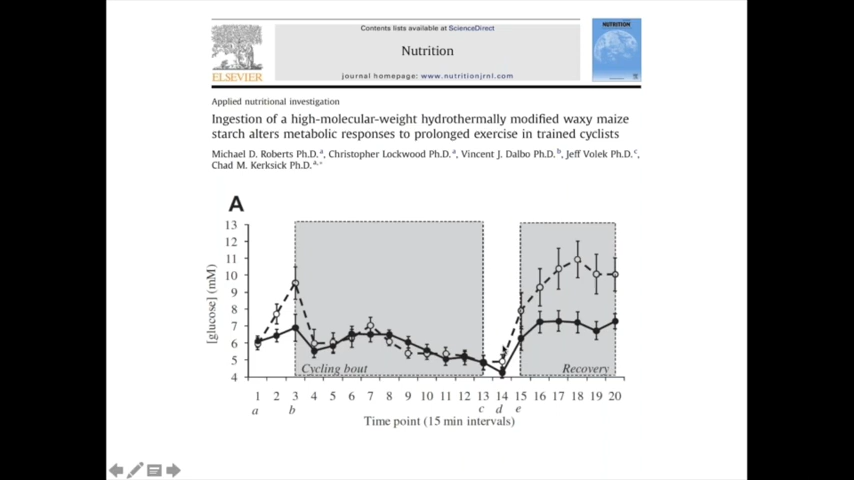 Contents lists available at ScienceDirect
NUTRITION
Nutrition
ELSEVIER
journal homepage: www.nutritionjrnl.com
Applied nutritional investigation
Ingestion of a high-molecular-weight hydrothermally modified waxy maize
starch alters metabolic responses to prolonged exercise in trained cyclists
Michael D. Roberts Ph.D. a, Christopher Lockwood Ph.D. a, Vincent J. Dalbo Ph.D. b, Jeff Volek Ph.D. c,
Chad M. Kerksick Ph.D. a,*
A
[glucose] (mM)
13
12
11
10
9
8
7
6
5
4
Cycling bout
Recovery
1 2 3 4 5 6 7 8 9 10 11 12 13 14 15 16 17 18 19 20
a b c d e
Time point (15 min intervals)